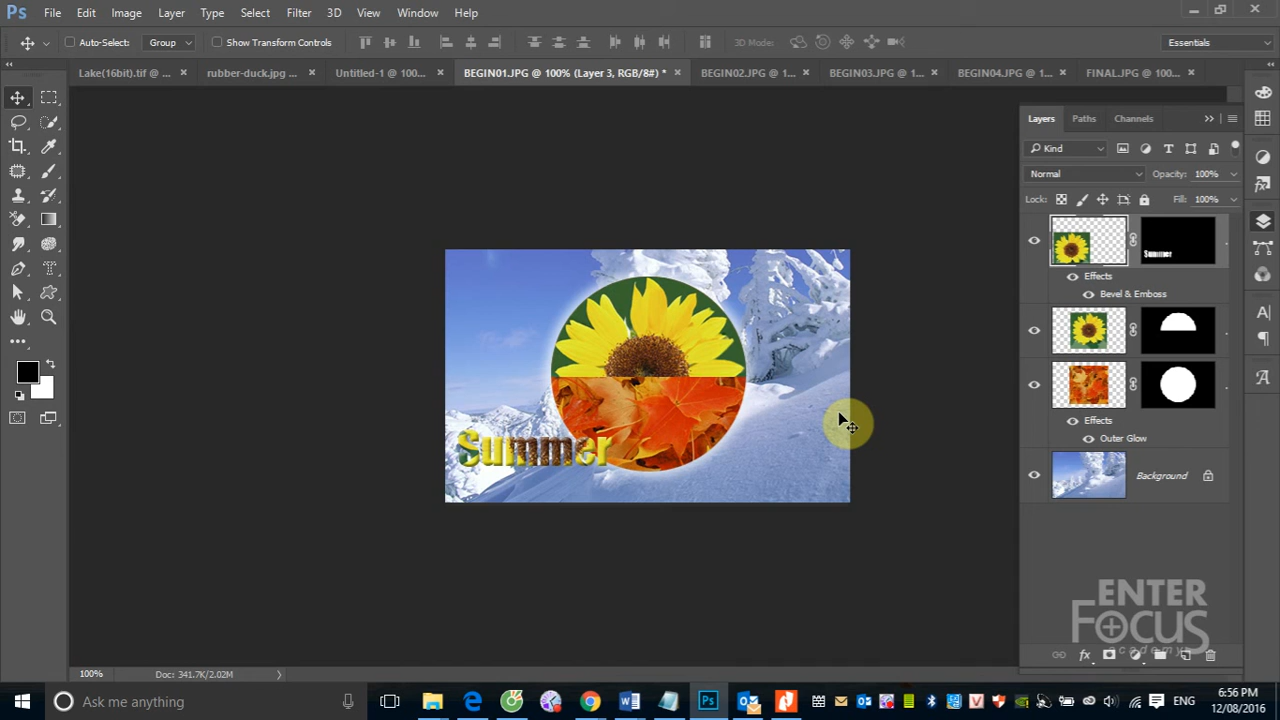 Ps File Edit Image Layer Type Select Filter 3D View Window Help
Auto-Select: Group Show Transform Controls 3D Mode: Essentials
Lake(16bit).tif @ ... rubber-duck.jpg ... Untitled-1 @ 100... BEGIN01.JPG @ 100% (Layer 3, RGB/8#) * BEGIN02.JPG @ 1... BEGIN03.JPG @ 1... BEGIN04.JPG @ 1... FINAL.JPG @ 100...
Layers Paths Channels
Kind
Normal Opacity: 100%
Lock: Fill: 100%
Summer
Effects
Bevel & Emboss
Effects
Outer Glow
Summer
Background
ENTER
FOCUS
academy
fx
100% Doc: 341.7K/2.02M
Ask me anything
Ps
ENG
6:56 PM
12/08/2016